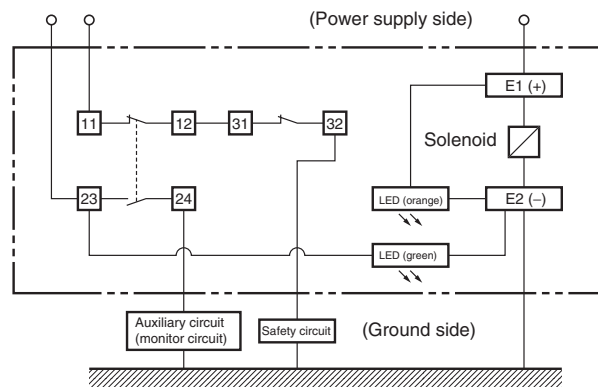 (Power supply side)
E1 (+)
11
12
31
32
Solenoid
23
24
LED (orange)
E2 (−)
LED (green)
Auxiliary circuit
(monitor circuit)
Safety circuit
(Ground side)